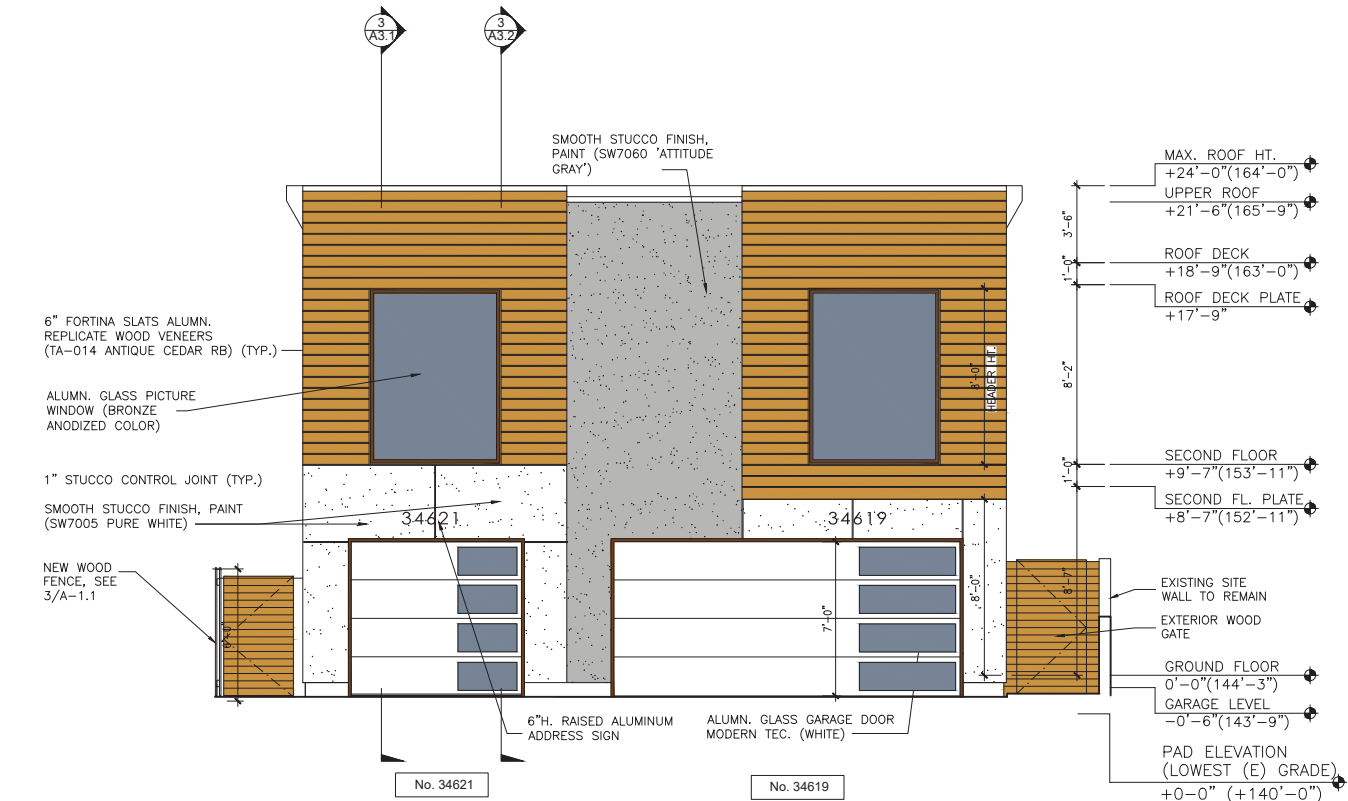 3
A3.1
3
A3.2
SMOOTH STUCCO FINISH,
PAINT (SW7060 'ATTITUDE
GRAY')
MAX. ROOF HT.
+24'-0"(164'-0")
UPPER ROOF
+21'-6"(165'-9")
3'-6"
ROOF DECK
+18'-9"(163'-0")
1'-0"
ROOF DECK PLATE
+17'-9"
6" FORTINA SLATS ALUMN.
REPLICATE WOOD VENEERS
(TA-014 ANTIQUE CEDAR RB) (TYP.)
ALUMN. GLASS PICTURE
WINDOW (BRONZE
ANODIZED COLOR)
8'-0"
HEADER HT.
8'-2"
1" STUCCO CONTROL JOINT (TYP.)
SMOOTH STUCCO FINISH, PAINT
(SW7005 PURE WHITE)
SECOND FLOOR
+9'-7"(153'-11")
1'-0"
SECOND FL. PLATE
+8'-7"(152'-11")
34621
34619
NEW WOOD
FENCE, SEE
3/A-1.1
6'-0"
7'-0"
8'-0"
8'-7"
EXISTING SITE
WALL TO REMAIN
EXTERIOR WOOD
GATE
GROUND FLOOR
0'-0"(144'-3")
GARAGE LEVEL
-0'-6"(143'-9")
6"H. RAISED ALUMINUM
ADDRESS SIGN
ALUMN. GLASS GARAGE DOOR
MODERN TEC. (WHITE)
PAD ELEVATION
(LOWEST (E) GRADE)
+0-0" (+140'-0")
No. 34621
No. 34619